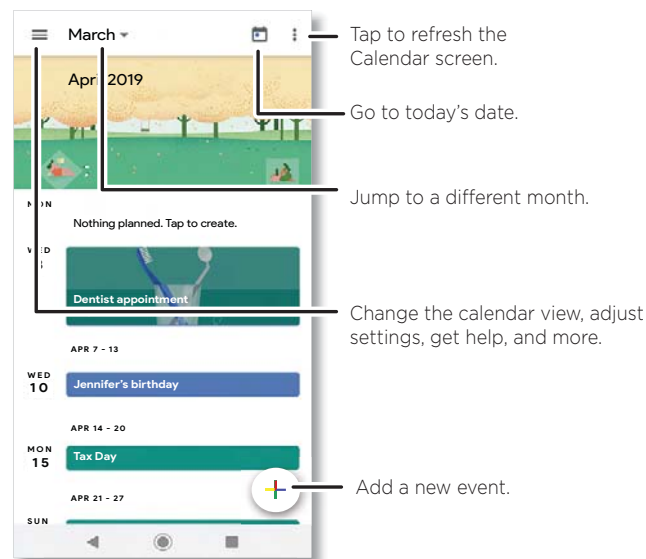 March
Tap to refresh the
Calendar screen.
April 2019
Go to today's date.
Jump to a different month.
Nothing planned. Tap to create.
Dentist appointment
Change the calendar view, adjust
settings, get help, and more.
APR 7 - 13
WED
10
Jennifer's birthday
APR 14 - 20
MON
15
Tax Day
Add a new event.
APR 21 - 27
SUN